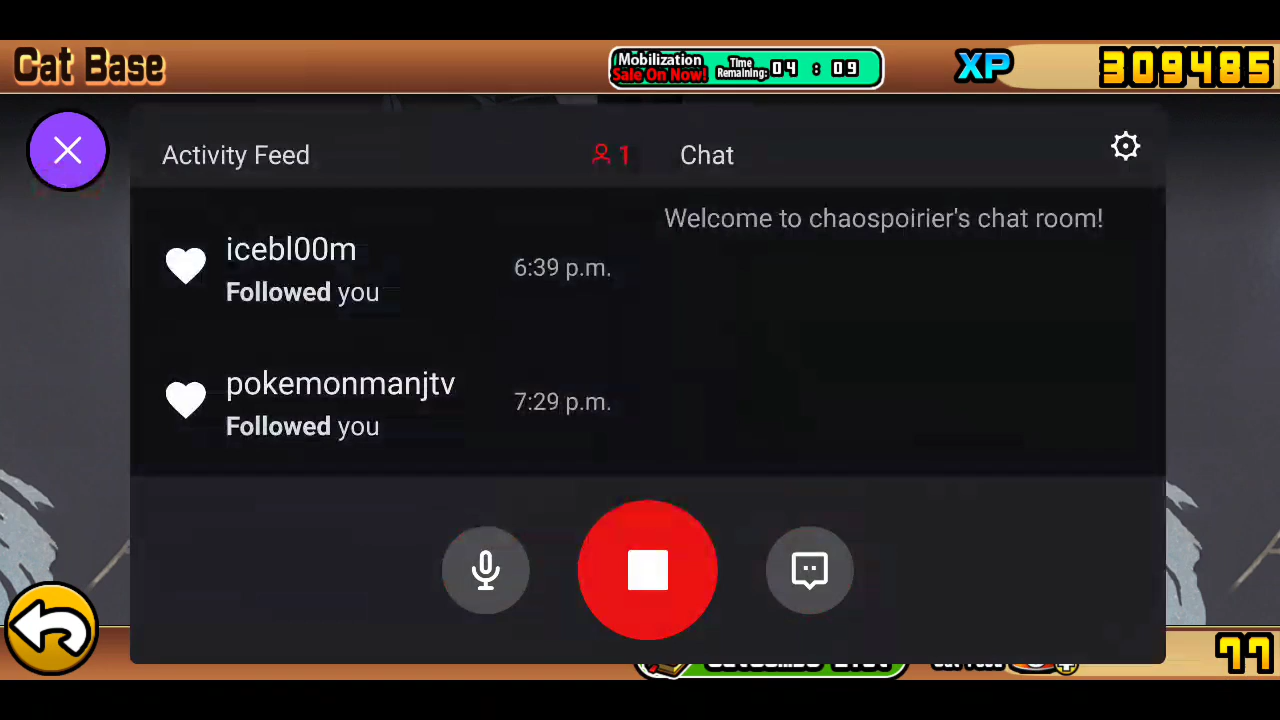 Cat Base
Mobilization
Sale On Now!
Time
Remaining:
04 : 09
XP
309485
Activity Feed
1
Chat
Welcome to chaospoirier's chat room!
icebl00m
Followed you
6:39 p.m.
pokemonmanjtv
Followed you
7:29 p.m.
77